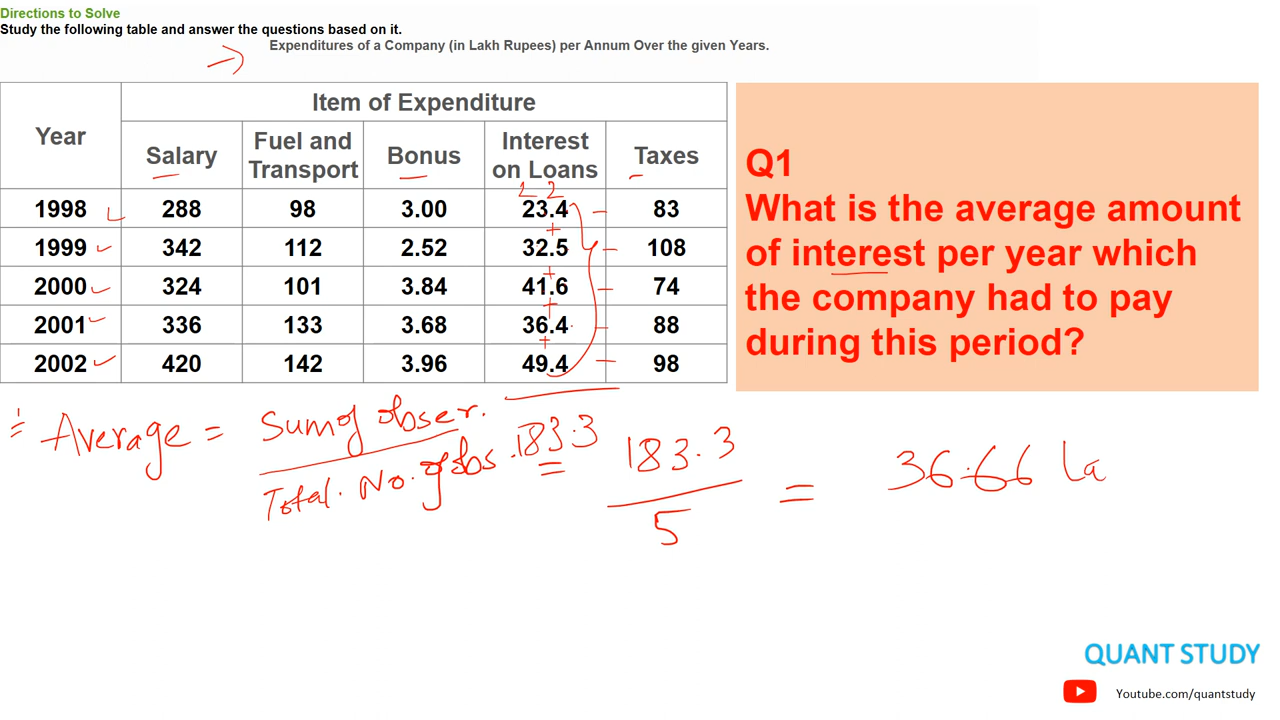 Directions to Solve
Study the following table and answer the questions based on it.
Expenditures of a Company (in Lakh Rupees) per Annum Over the given Years.
Year Item of Expenditure
Salary Fuel and Transport Bonus Interest on Loans Taxes
2 2
1998 288 98 3.00 23.4 - 83
+
1999 342 112 2.52 32.5 - 108
+
2000 324 101 3.84 41.6 - 74
+
2001 336 133 3.68 36.4 - 88
+
2002 420 142 3.96 49.4 - 98
Q1
What is the average amount
of interest per year which
the company had to pay
during this period?
Average = Sum of obser.
Total. No. of obs.
183.3
183.3
5
= 36.66 la
QUANT STUDY
Youtube.com/quantstudy